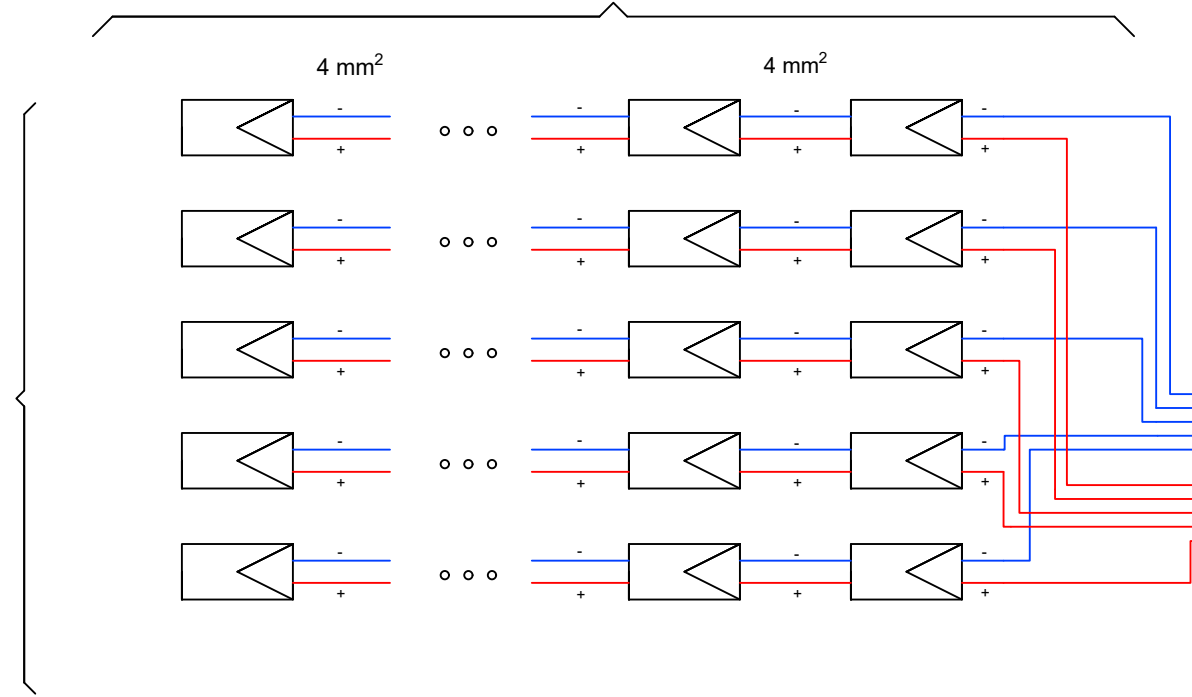 4 mm²
4 mm²
- - - -
+ + + +
- - - -
+ + + +
- - - -
+ + + +
- - - -
+ + + +
- - - -
+ + + +